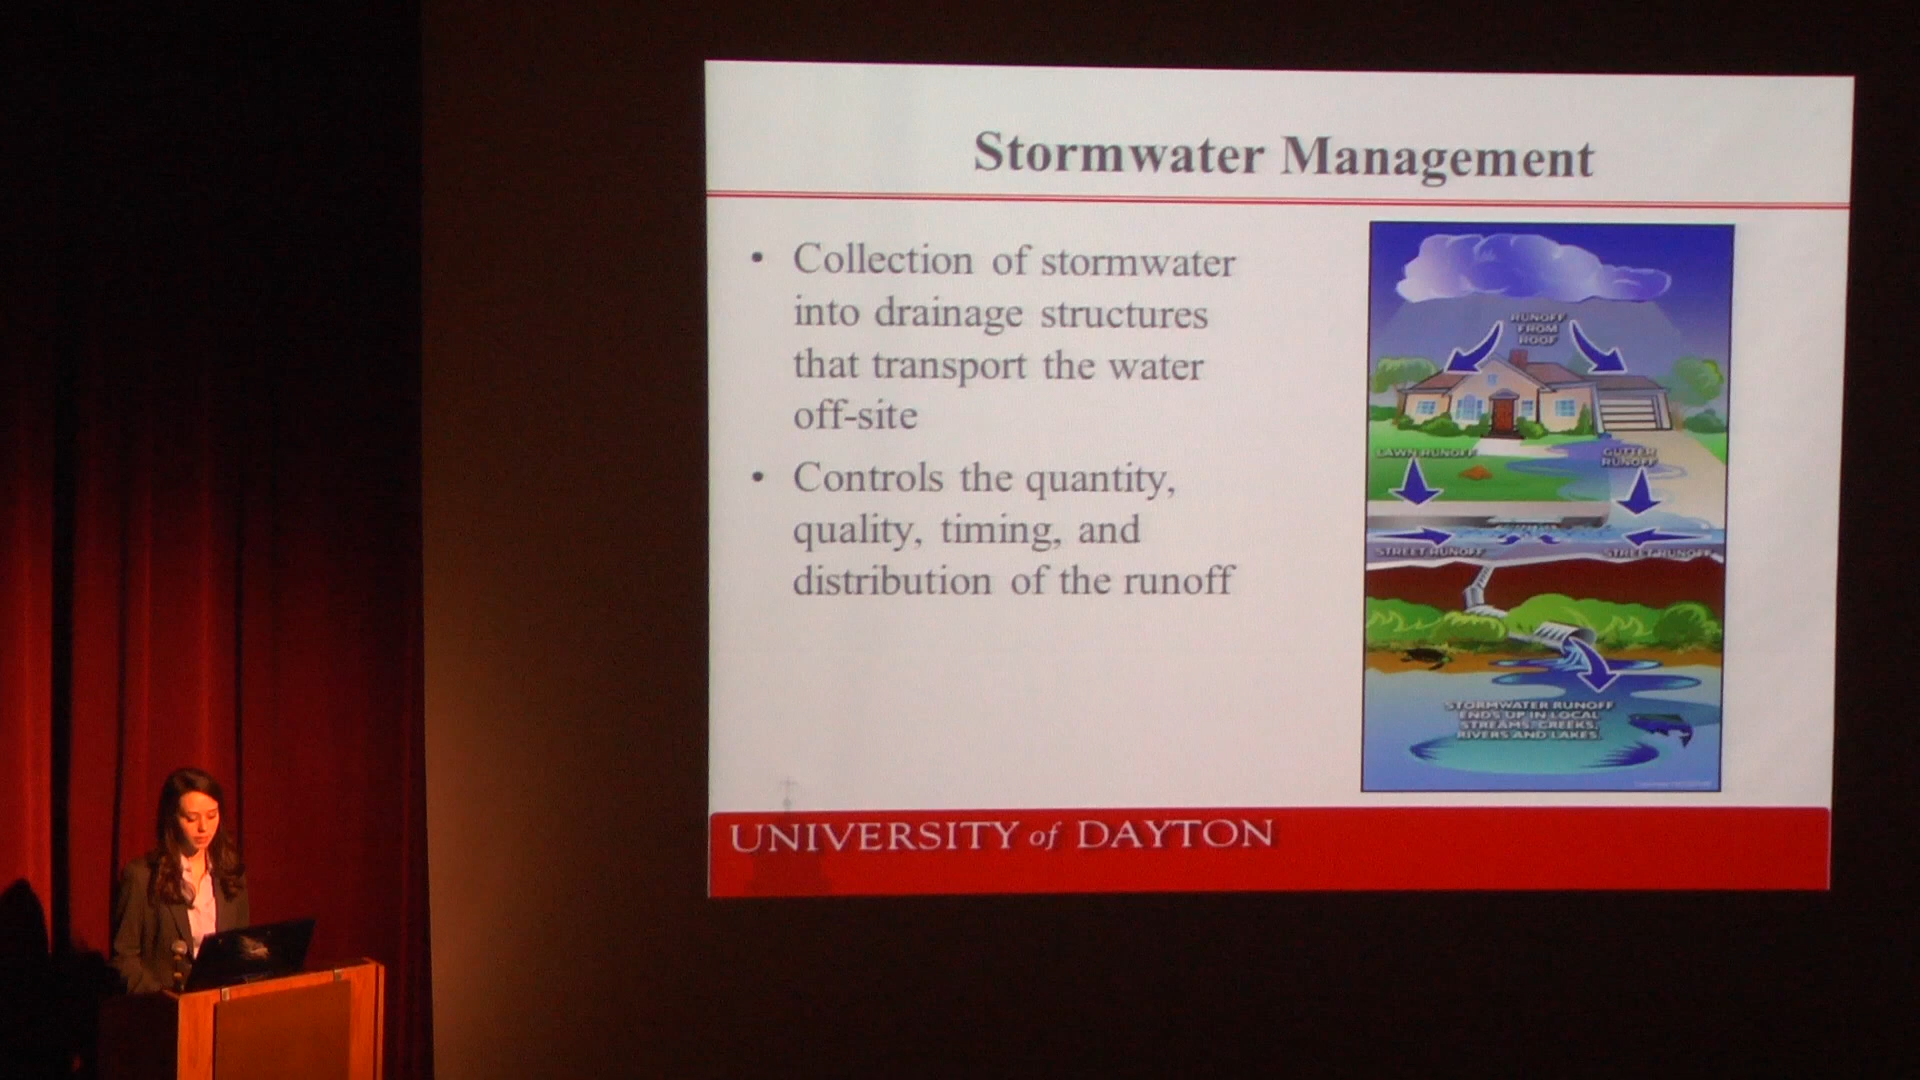 Stormwater Management
• Collection of stormwater
into drainage structures
that transport the water
off-site
• Controls the quantity,
quality, timing, and
distribution of the runoff
RUNOFF
FROM
ROOF
LAWN RUNOFF
GUTTER
RUNOFF
STREET RUNOFF
STREET RUNOFF
STORMWATER RUNOFF
ENDS UP IN LOCAL
STREAMS, CREEKS,
RIVERS AND LAKES.
UNIVERSITY of DAYTON